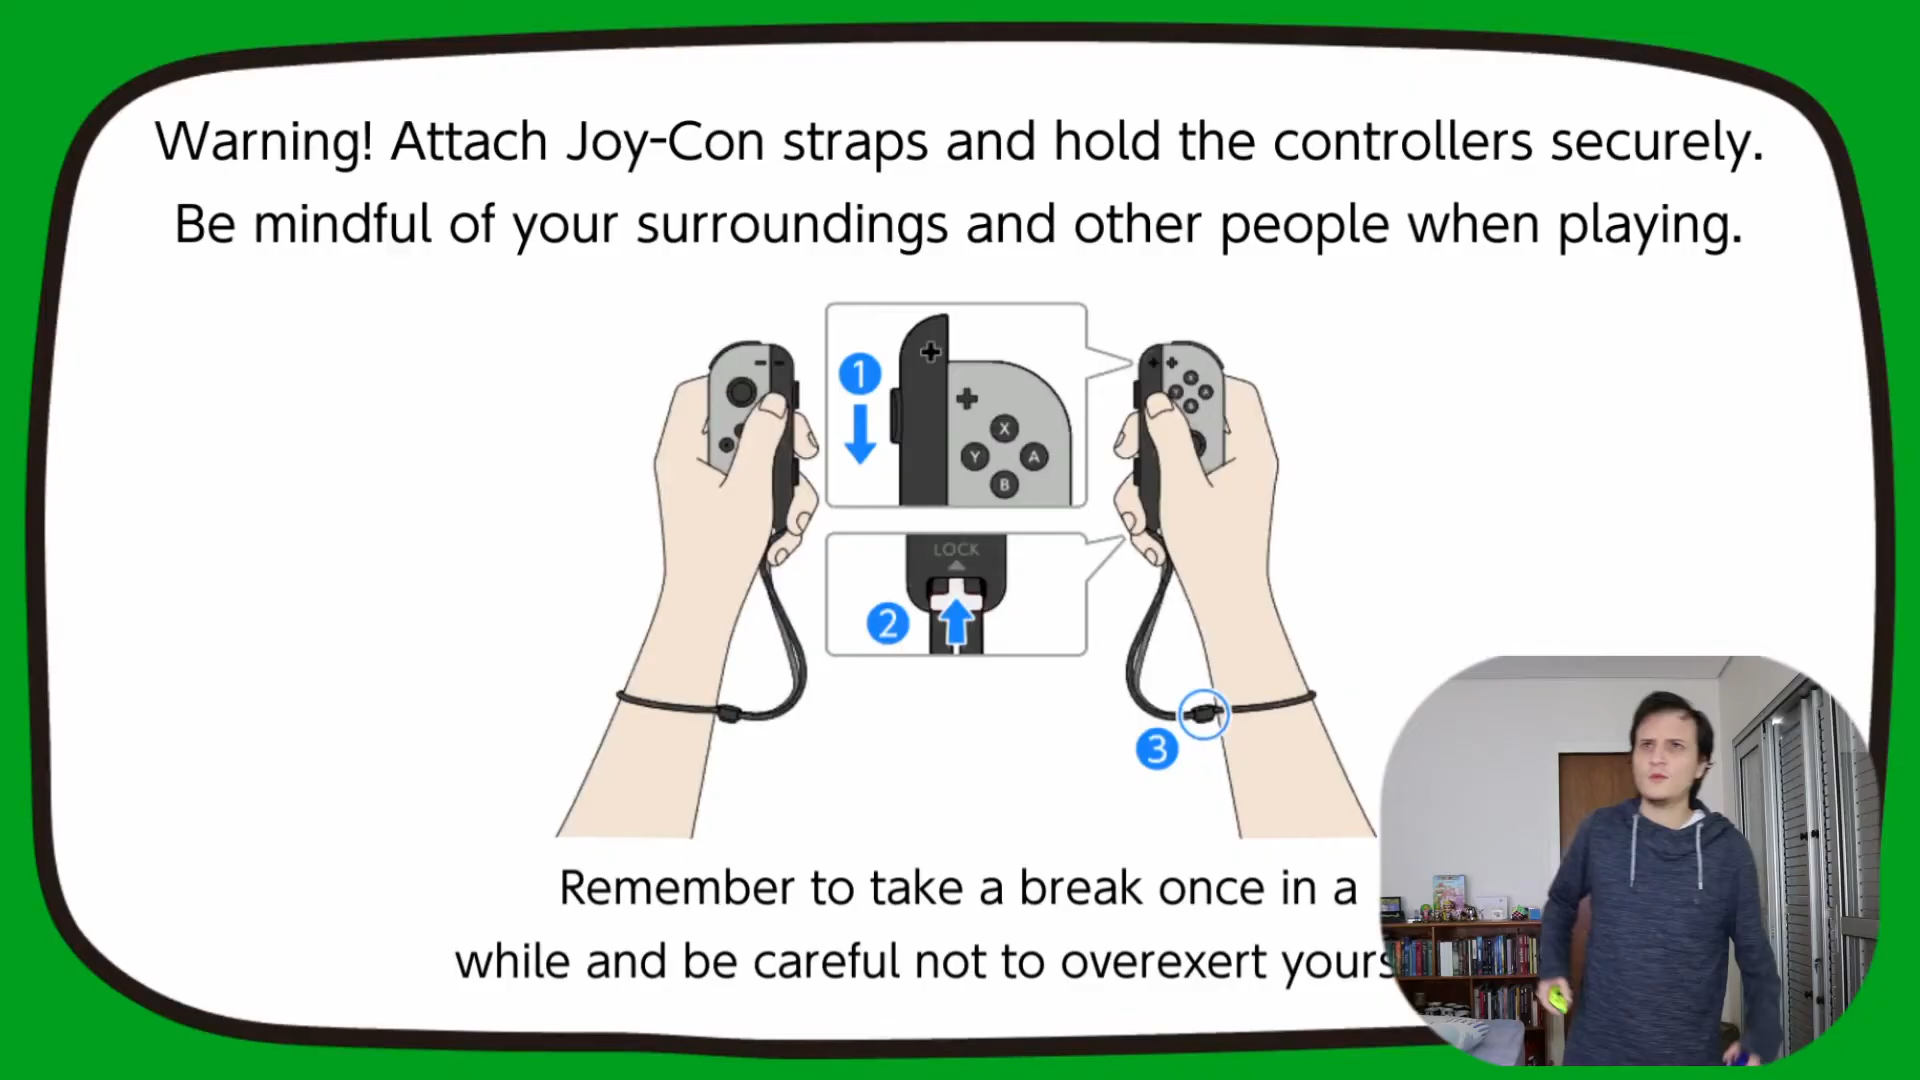 Warning! Attach Joy-Con straps and hold the controllers securely.
Be mindful of your surroundings and other people when playing.
1
X
Y
A
B
LOCK
2
3
Remember to take a break once in a
while and be careful not to overexert yours